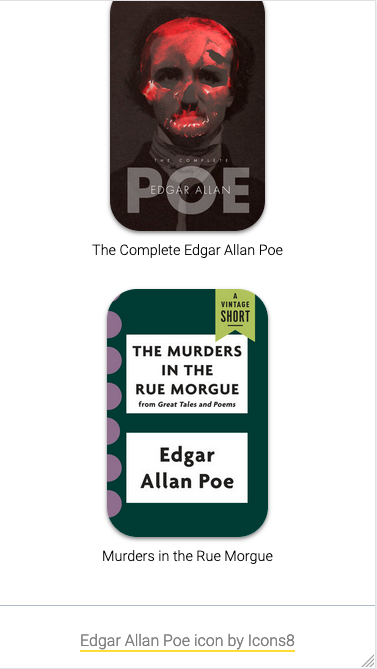 THE COMPLETE
POE
EDGAR ALLAN
The Complete Edgar Allan Poe
A
VINTAGE
SHORT
THE MURDERS
IN THE
RUE MORGUE
from Great Tales and Poems
Edgar
Allan Poe
Murders in the Rue Morgue
Edgar Allan Poe icon by Icons8